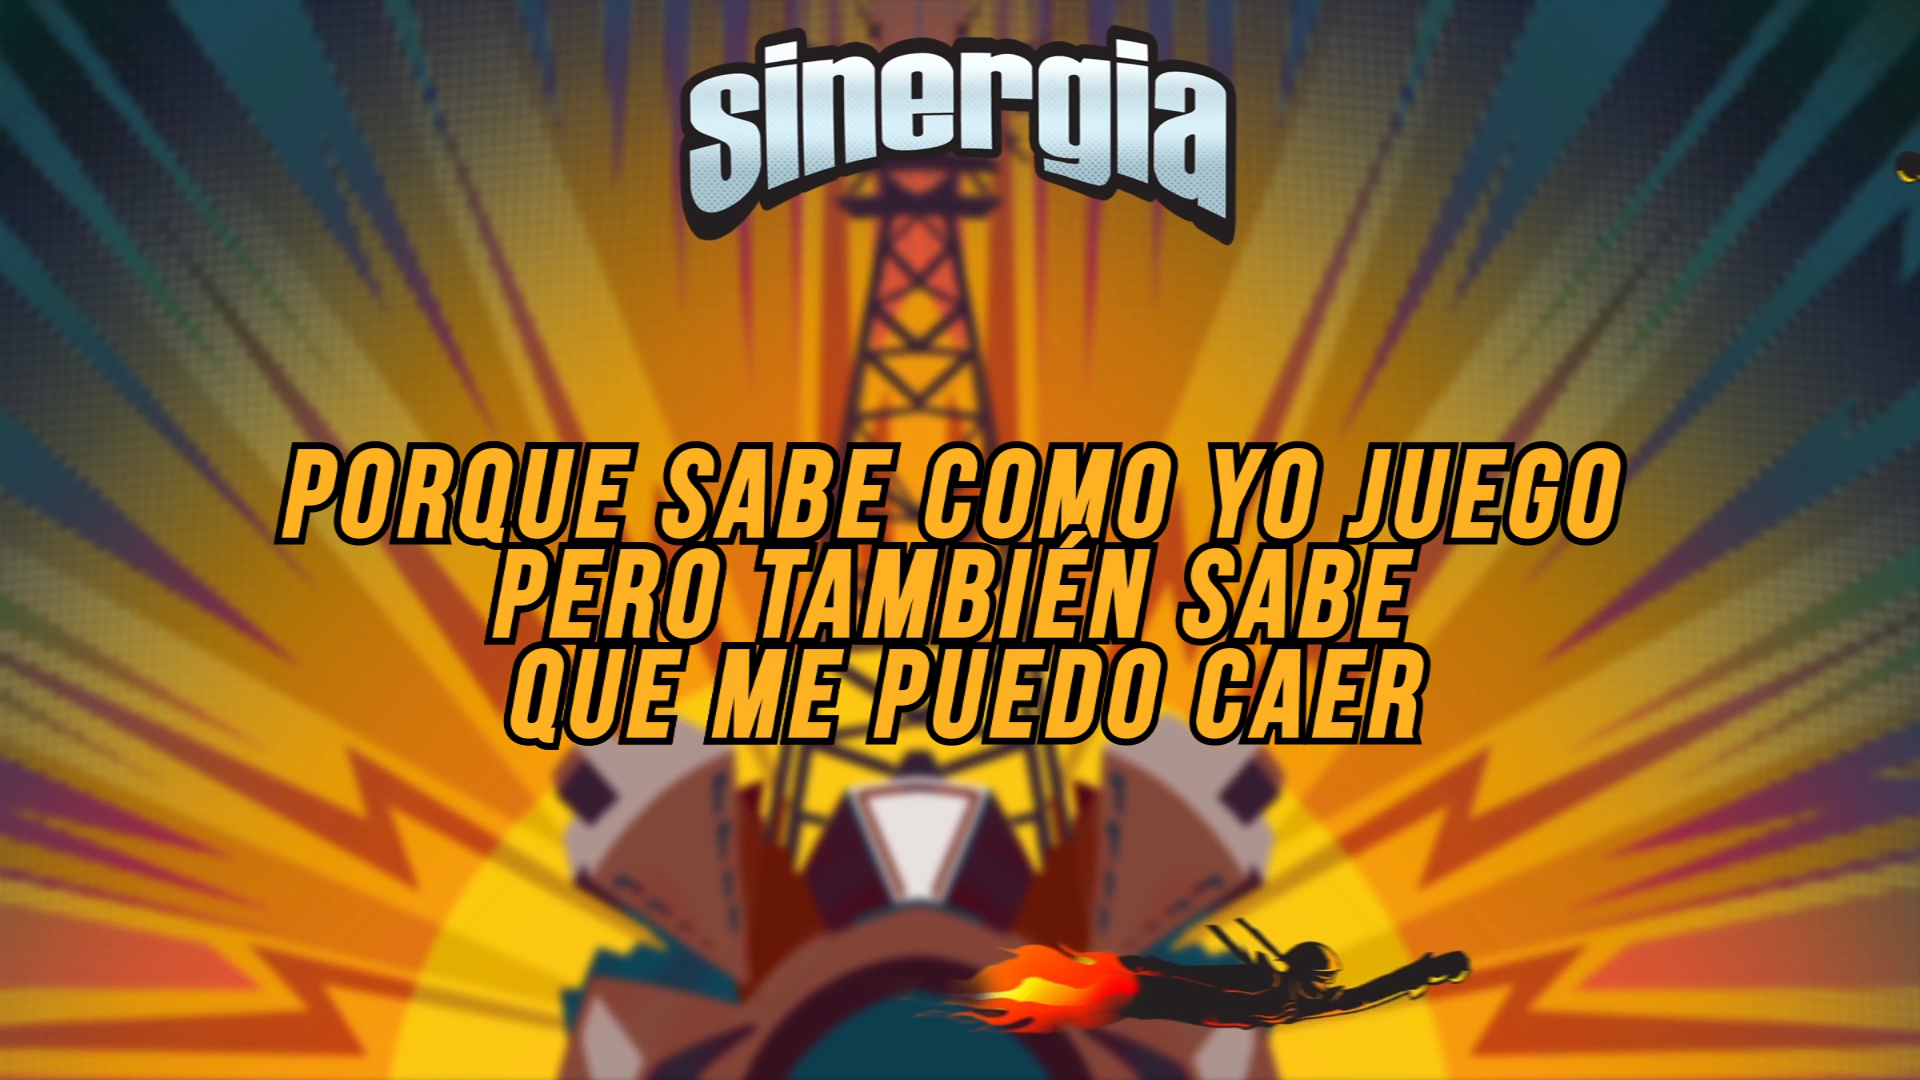 sinergia
PORQUE SABE COMO YO JUEGO
PERO TAMBIÉN SABE
QUE ME PUEDO CAER